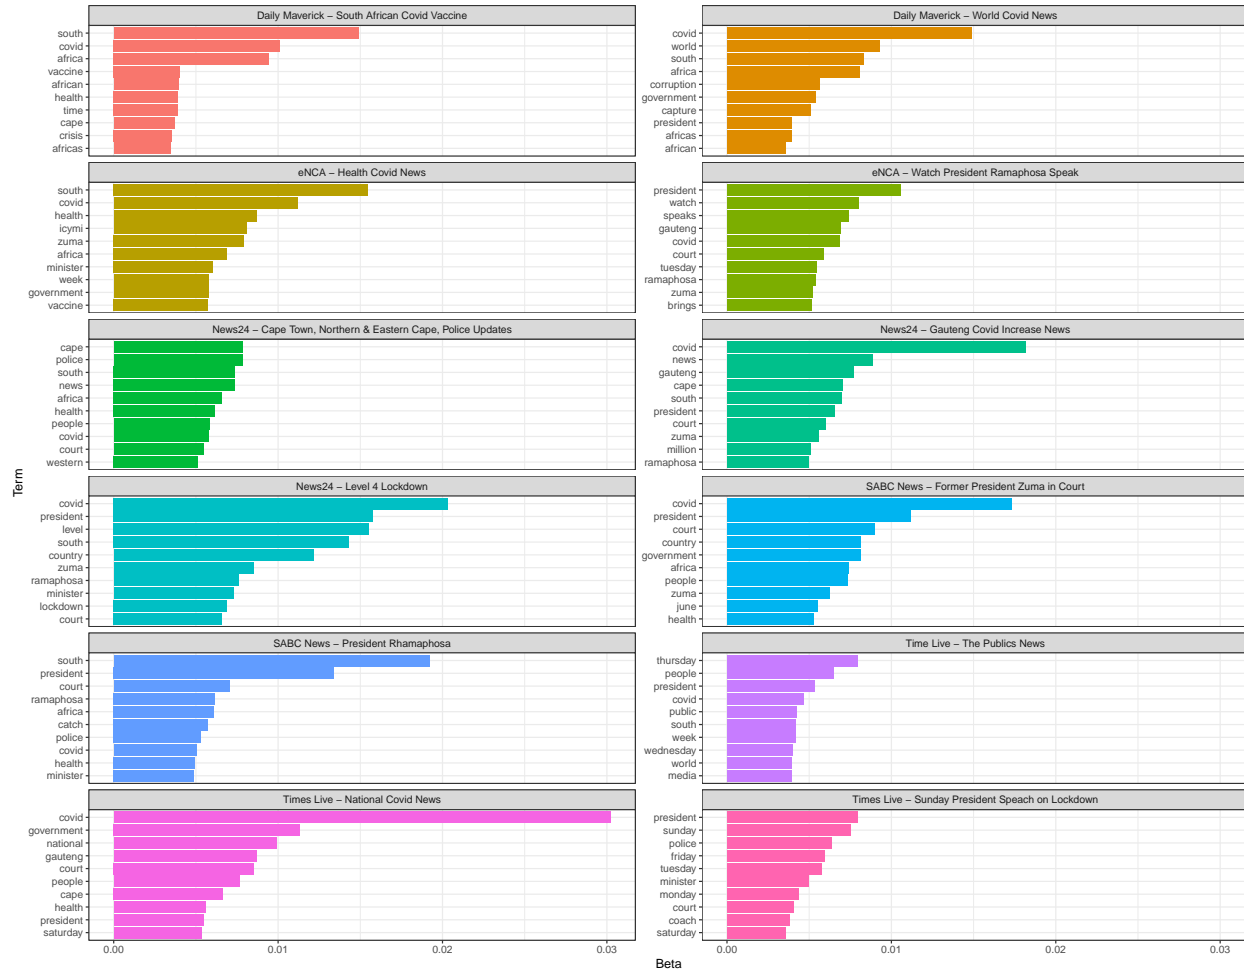 Daily Maverick – South African Covid Vaccine
south
covid
africa
vaccine
african
health
time
cape
crisis
africas
Daily Maverick – World Covid News
covid
world
south
africa
corruption
government
capture
president
africas
african
eNCA – Health Covid News
south
covid
health
icymi
zuma
africa
minister
week
government
vaccine
eNCA – Watch President Ramaphosa Speak
president
watch
speaks
gauteng
covid
court
tuesday
ramaphosa
zuma
brings
News24 – Cape Town, Northern & Eastern Cape, Police Updates
cape
police
south
news
africa
health
people
covid
court
western
News24 – Gauteng Covid Increase News
covid
news
gauteng
cape
south
president
court
zuma
million
ramaphosa
News24 – Level 4 Lockdown
covid
president
level
south
country
zuma
ramaphosa
minister
lockdown
court
SABC News – Former President Zuma in Court
covid
president
court
country
government
africa
people
zuma
june
health
SABC News – President Rhamaphosa
south
president
court
ramaphosa
africa
catch
police
covid
health
minister
Time Live – The Publics News
thursday
people
president
covid
public
south
week
wednesday
world
media
Times Live – National Covid News
covid
government
national
gauteng
court
people
cape
health
president
saturday
Times Live – Sunday President Speach on Lockdown
president
sunday
police
friday
tuesday
minister
monday
court
coach
saturday
0.00 0.01 0.02 0.03
0.00 0.01 0.02 0.03
Term
Beta